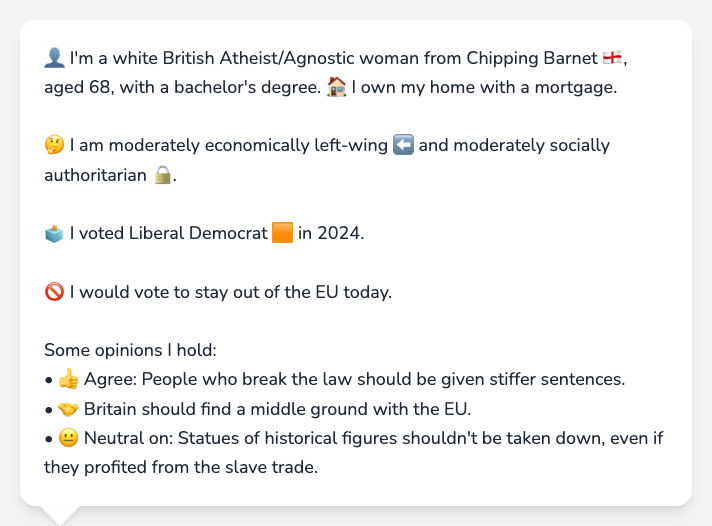 👤 I'm a white British Atheist/Agnostic woman from Chipping Barnet 🏴󠁧󠁢󠁥󠁮󠁧󠁿,
aged 68, with a bachelor's degree. 🏠 I own my home with a mortgage.
🤔 I am moderately economically left-wing ⬅️ and moderately socially
authoritarian 🔒.
🗳️ I voted Liberal Democrat 🟧 in 2024.
🚫 I would vote to stay out of the EU today.
Some opinions I hold:
• 👍 Agree: People who break the law should be given stiffer sentences.
• 🤝 Britain should find a middle ground with the EU.
• 😐 Neutral on: Statues of historical figures shouldn't be taken down, even if
they profited from the slave trade.